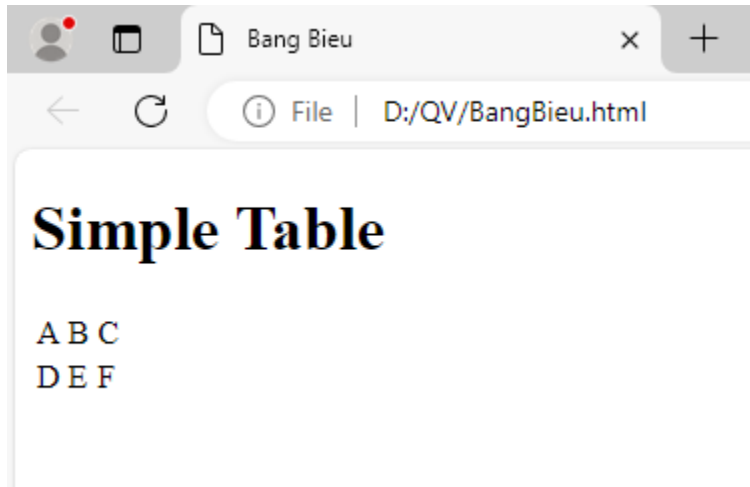 Bang Bieu
File | D:/QV/BangBieu.html
Simple Table
A B C
D E F